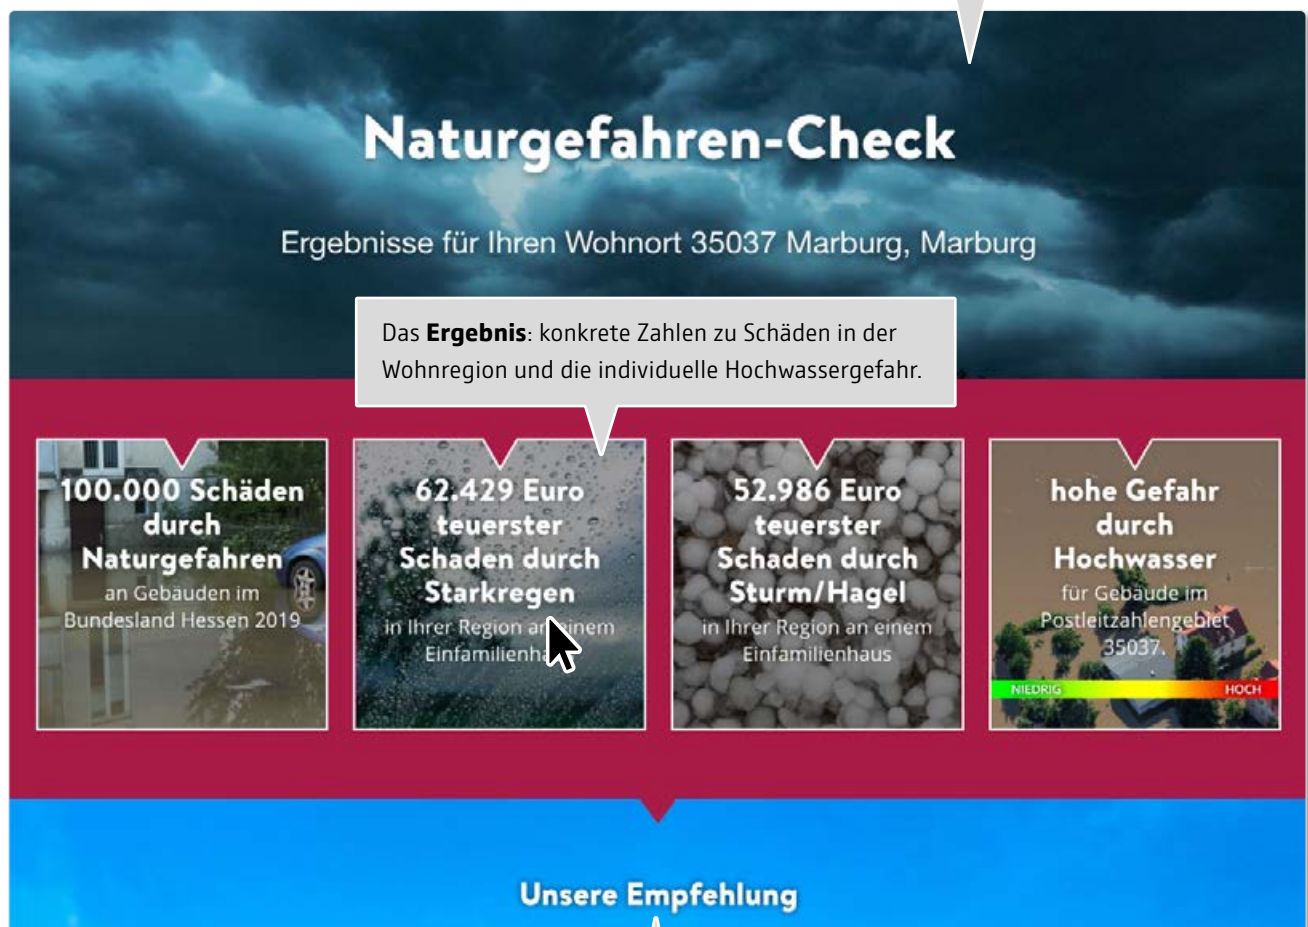 Naturgefahren-Check
Ergebnisse für Ihren Wohnort 35037 Marburg, Marburg
Das Ergebnis: konkrete Zahlen zu Schäden in der
Wohnregion und die individuelle Hochwassergefahr.
100.000 Schäden
durch
Naturgefahren
an Gebäuden im
Bundesland Hessen 2019
62.429 Euro
teuerster
Schaden durch
Starkregen
in Ihrer Region an einem
Einfamilienha
52.986 Euro
teuerster
Schaden durch
Sturm/Hagel
in Ihrer Region an einem
Einfamilienhaus
hohe Gefahr
durch
Hochwasser
für Gebäude im
Postleitzahlengebiet
35037.
NIEDRIG HOCH
Unsere Empfehlung